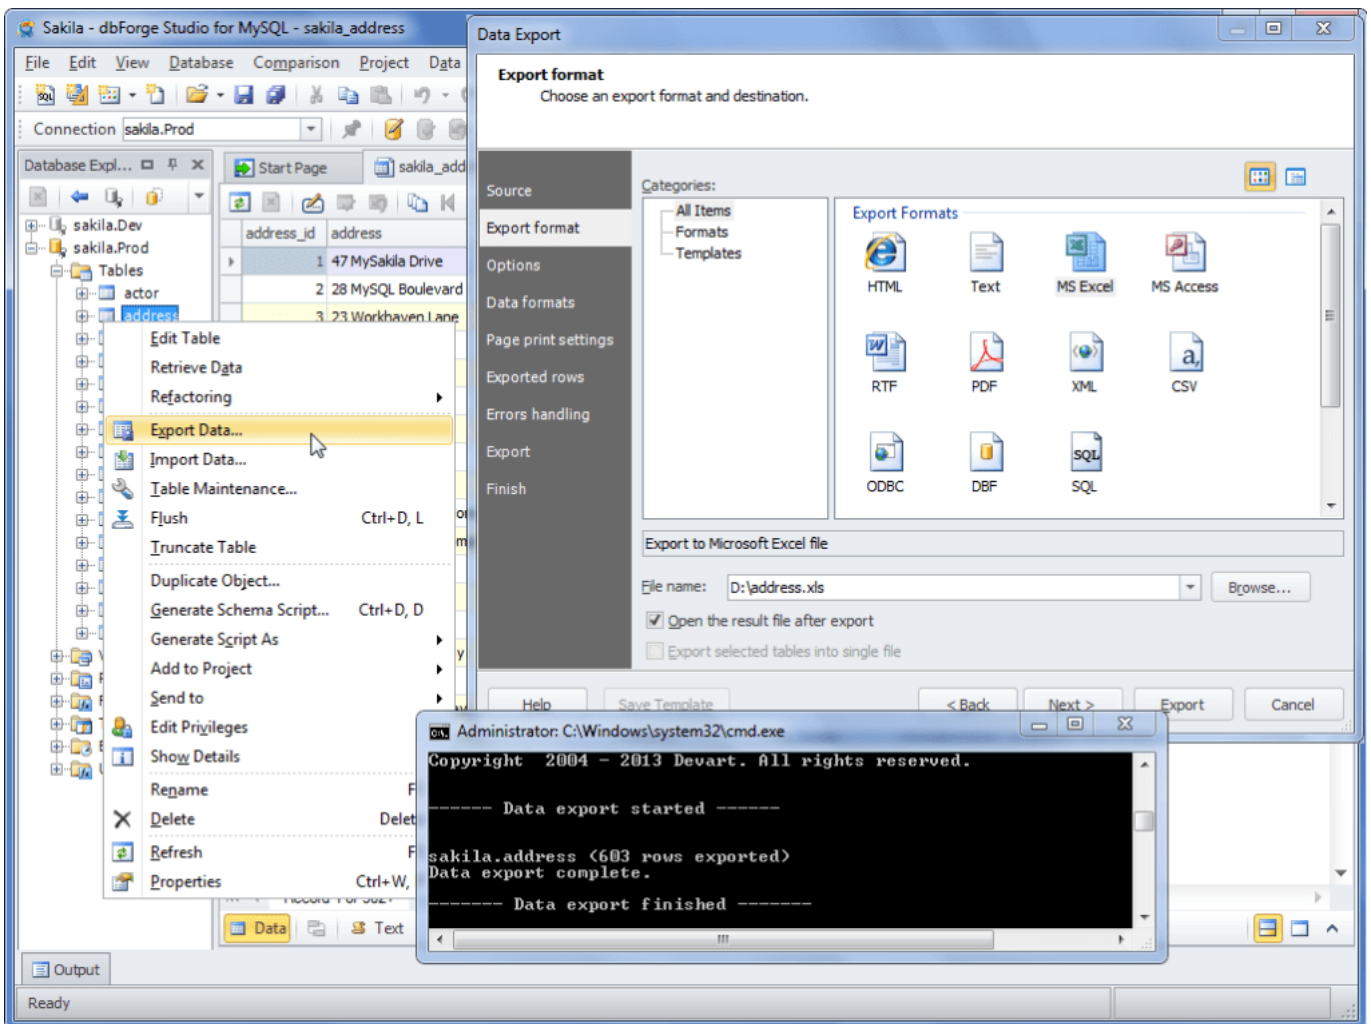 Sakila - dbForge Studio for MySQL - sakila_address
File Edit View Database Comparison Project Data
Connection sakila.Prod
Database Expl...
Start Page
sakila_add
sakila.Dev
sakila.Prod
Tables
actor
address
address_id address
1 47 MySakila Drive
2 28 MySQL Boulevard
3 23 Workhaven Lane
Edit Table
Retrieve Data
Refactoring
Export Data...
Import Data...
Table Maintenance...
Flush Ctrl+D, L
Truncate Table
Duplicate Object...
Generate Schema Script... Ctrl+D, D
Generate Script As
Add to Project
Send to
Edit Privileges
Show Details
Rename F
Delete Delet
Refresh F
Properties Ctrl+W,
Data
Text
Output
Ready
Data Export
Export format
Choose an export format and destination.
Source
Export format
Options
Data formats
Page print settings
Exported rows
Errors handling
Export
Finish
Categories:
All Items
Formats
Templates
Export Formats
HTML Text MS Excel MS Access
RTF PDF XML CSV
ODBC DBF SQL
Export to Microsoft Excel file
File name: D:\address.xls Browse...
Open the result file after export
Export selected tables into single file
Help Save Template < Back Next > Export Cancel
Administrator: C:\Windows\system32\cmd.exe
Copyright 2004 - 2013 Devart. All rights reserved.
------ Data export started ------
sakila.address (603 rows exported)
Data export complete.
------- Data export finished -------